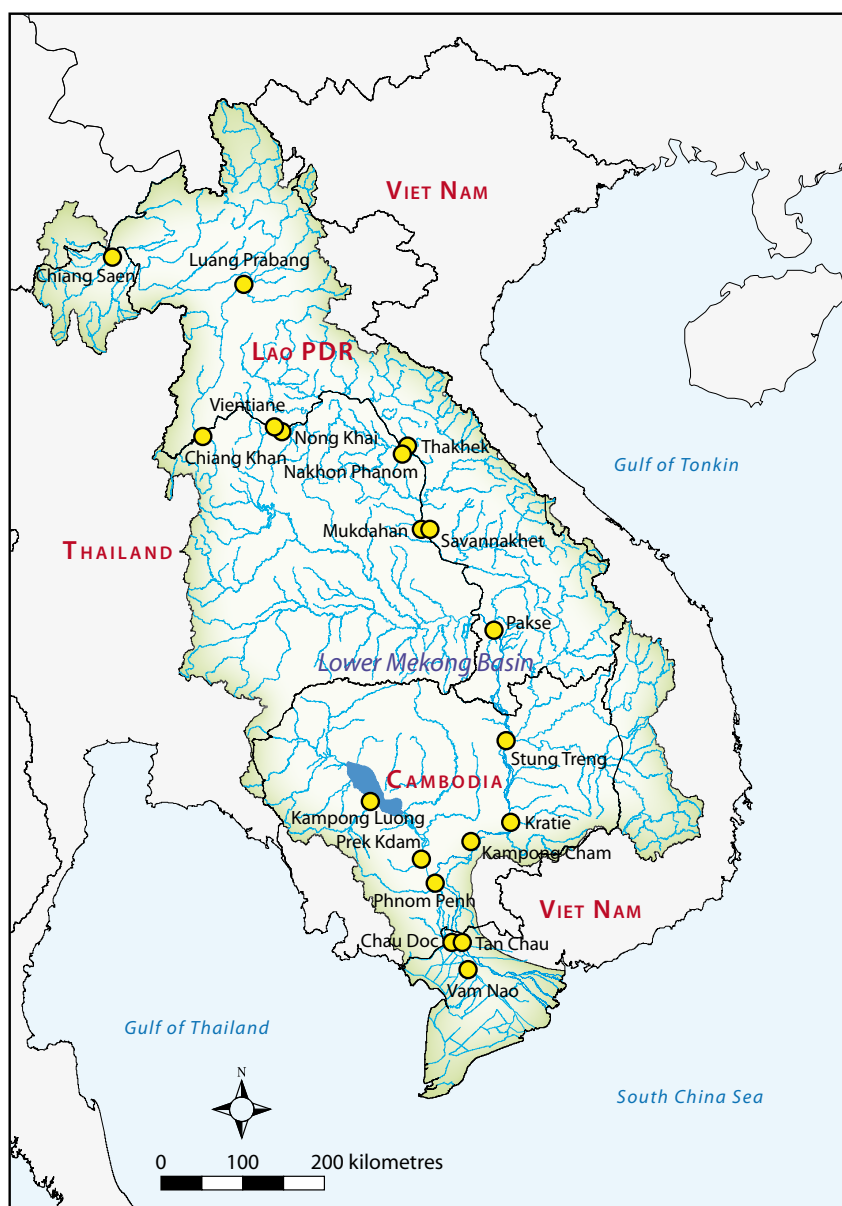 VIET NAM
Luang Prabang
Chiang Saen
LAO PDR
Vientiane
Nong Khai
Thakhek
Chiang Khan
Nakhon Phanom
Gulf of Tonkin
Mukdahan
Savannakhet
THAILAND
Pakse
Lower Mekong Basin
Stung Treng
CAMBODIA
Kampong Luong
Kratie
Prek Kdam
Kampong Cham
Phnom Penh
VIET NAM
Chau Doc
Tan Chau
Vam Nao
Gulf of Thailand
N
South China Sea
0 100 200 kilometres